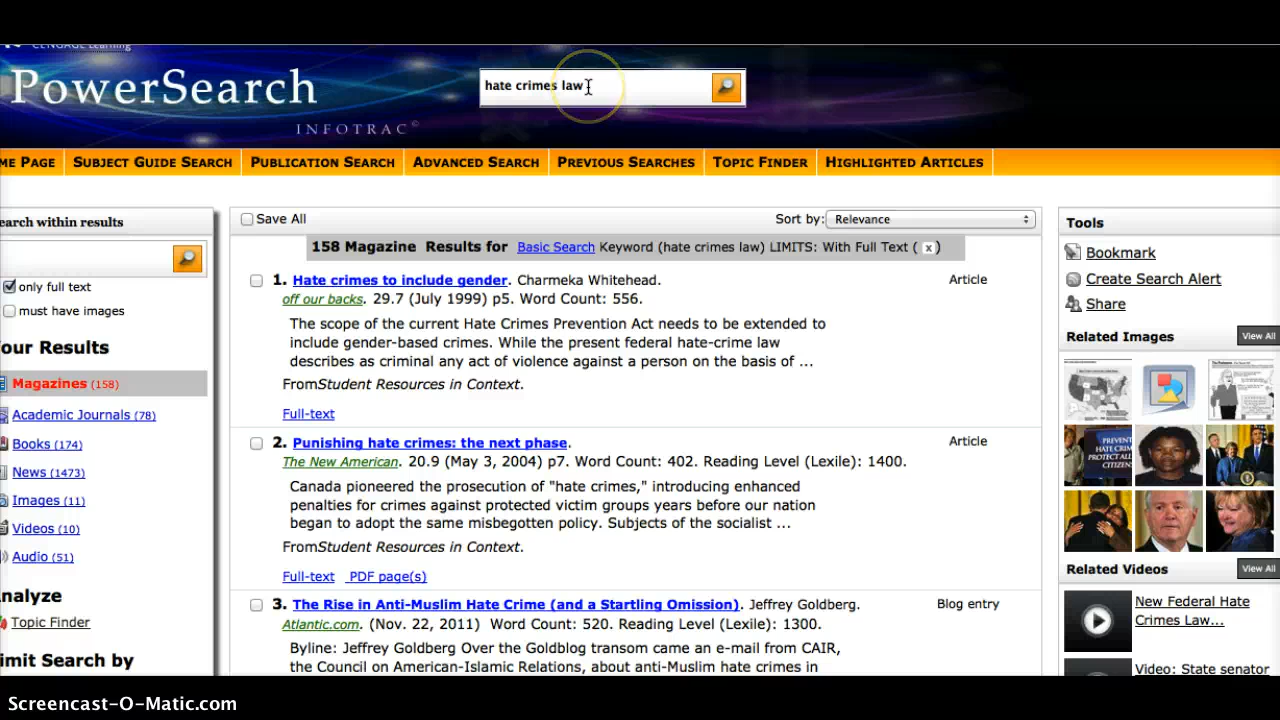 CENGAGE Learning
PowerSearch
INFOTRAC©
hate crimes law
ME PAGE
SUBJECT GUIDE SEARCH
PUBLICATION SEARCH
ADVANCED SEARCH
PREVIOUS SEARCHES
TOPIC FINDER
HIGHLIGHTED ARTICLES
earch within results
only full text
must have images
our Results
Magazines (158)
Academic Journals (78)
Books (174)
News (1473)
Images (11)
Videos (10)
Audio (51)
nalyze
Topic Finder
imit Search by
Save All
Sort by: Relevance
158 Magazine Results for Basic Search Keyword (hate crimes law) LIMITS: With Full Text ( x )
1. Hate crimes to include gender. Charmeka Whitehead.
Article
off our backs. 29.7 (July 1999) p5. Word Count: 556.
The scope of the current Hate Crimes Prevention Act needs to be extended to
include gender-based crimes. While the present federal hate-crime law
describes as criminal any act of violence against a person on the basis of ...
FromStudent Resources in Context.
Full-text
2. Punishing hate crimes: the next phase.
Article
The New American. 20.9 (May 3, 2004) p7. Word Count: 402. Reading Level (Lexile): 1400.
Canada pioneered the prosecution of "hate crimes," introducing enhanced
penalties for crimes against protected victim groups years before our nation
began to adopt the same misbegotten policy. Subjects of the socialist ...
FromStudent Resources in Context.
Full-text PDF page(s)
3. The Rise in Anti-Muslim Hate Crime (and a Startling Omission). Jeffrey Goldberg.
Blog entry
Atlantic.com. (Nov. 22, 2011) Word Count: 520. Reading Level (Lexile): 1300.
Byline: Jeffrey Goldberg Over the Goldblog transom came an e-mail from CAIR,
the Council on American-Islamic Relations, about anti-Muslim hate crimes in
Tools
Bookmark
Create Search Alert
Share
Related Images
View All
PREVENT
PROTECT ALL
CITIZENS
Related Videos
View All
New Federal Hate
Crimes Law...
Video: State senator
Screencast-O-Matic.com